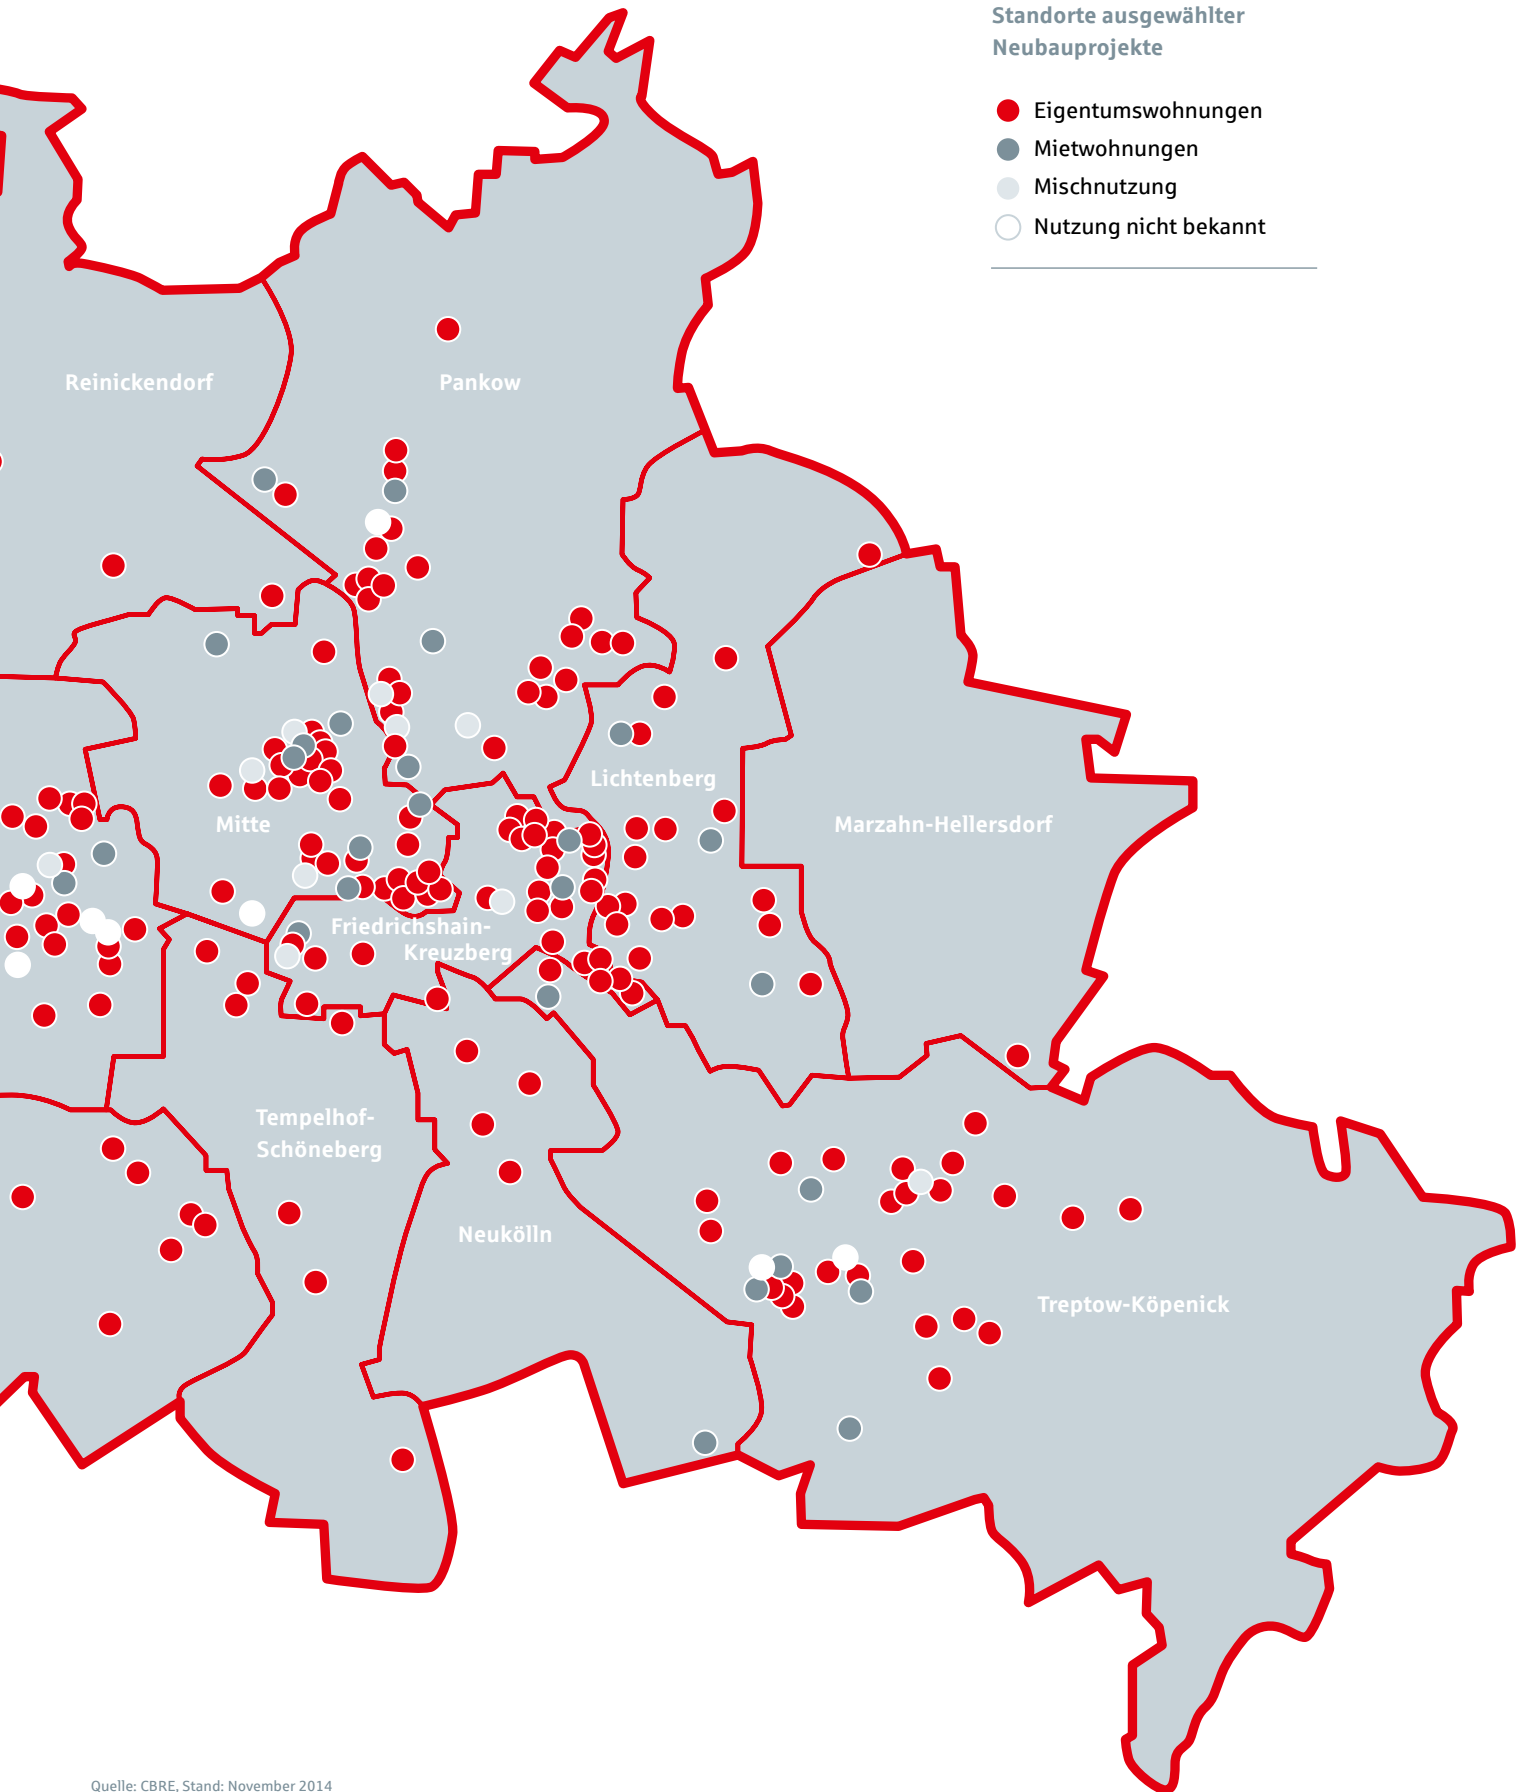 Standorte ausgewählter
Neubauprojekte
Eigentumswohnungen
Mietwohnungen
Mischnutzung
Nutzung nicht bekannt
Reinickendorf
Pankow
Lichtenberg
Mitte
Marzahn-Hellersdorf
Friedrichshain-
Kreuzberg
Tempelhof-
Schöneberg
Neukölln
Treptow-Köpenick
Quelle: CBRE, Stand: November 2014